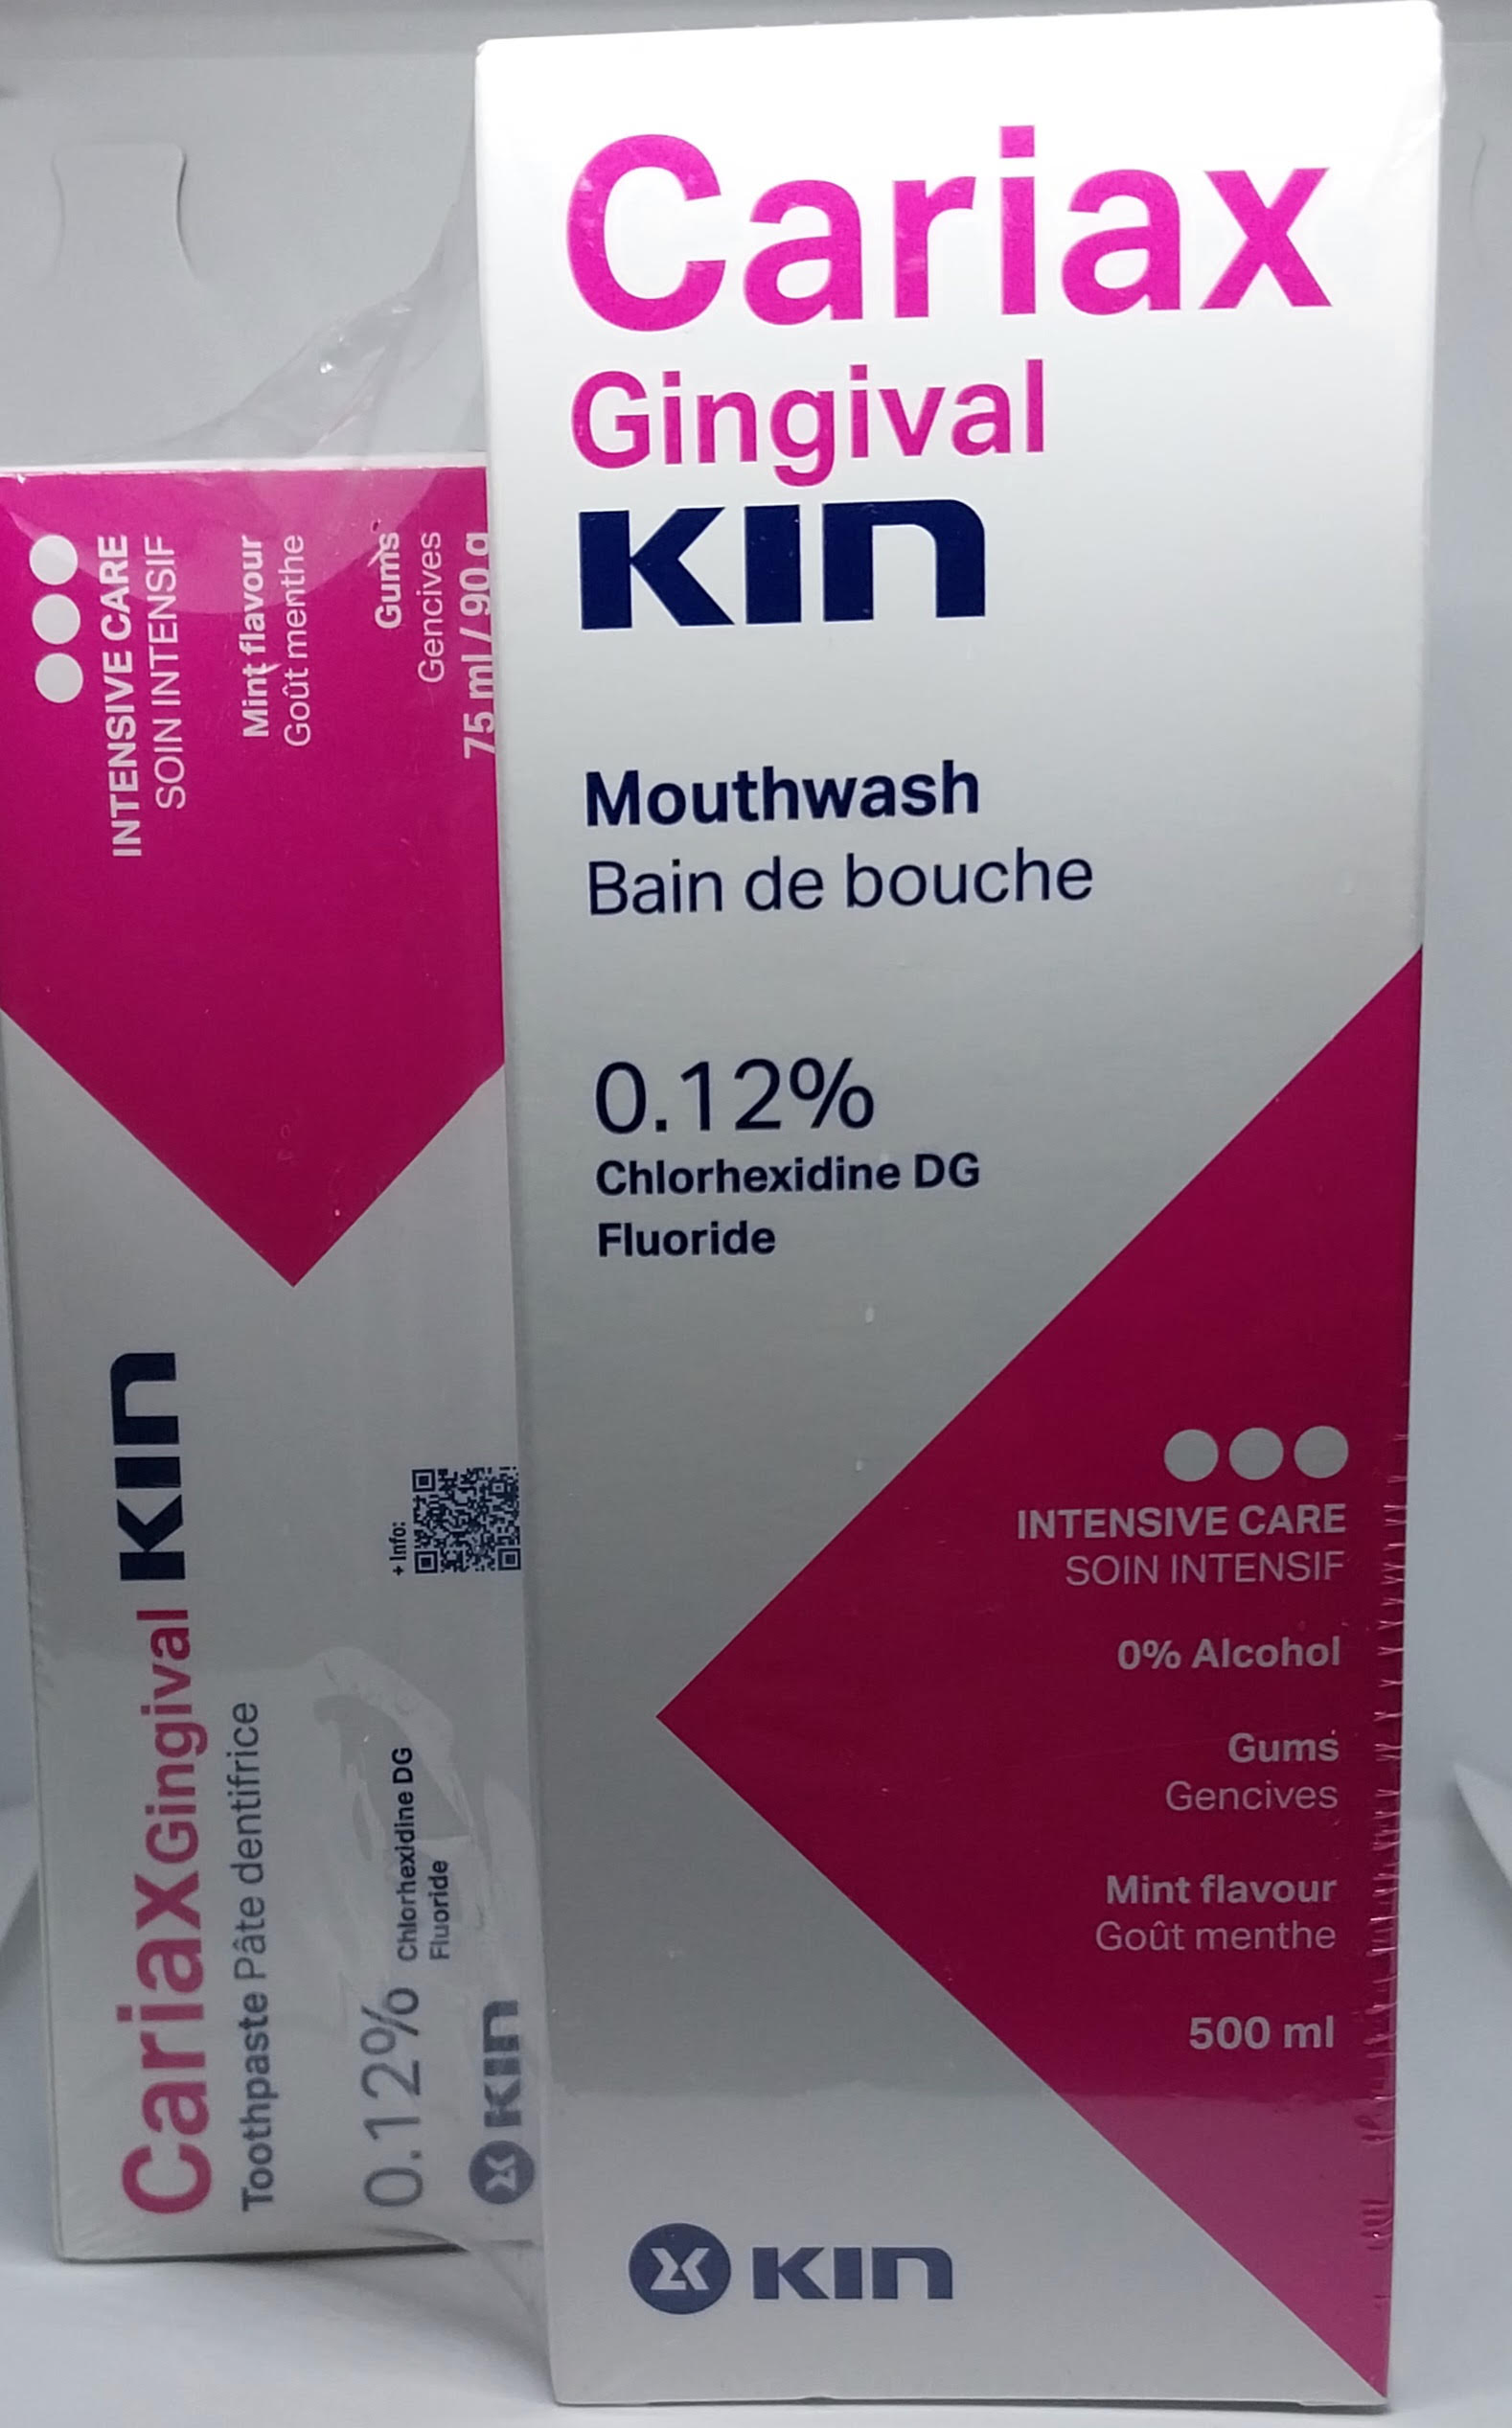 Cariax
Gingival
KIN
Mouthwash
Bain de bouche
0.12%
Chlorhexidine DG
Fluoride
INTENSIVE CARE
SOIN INTENSIF
0% Alcohol
Gums
Gencives
Mint flavour
Goût menthe
500 ml
KIN
CariaxGingival KIN
Toothpaste Pâte dentifrice
0.12% Chlorhexidine DG
Fluoride
KIN
+ Info:
INTENSIVE CARE
SOIN INTENSIF
Mint flavour
Goût menthe
Gums
Gencives
75 ml / 90 g